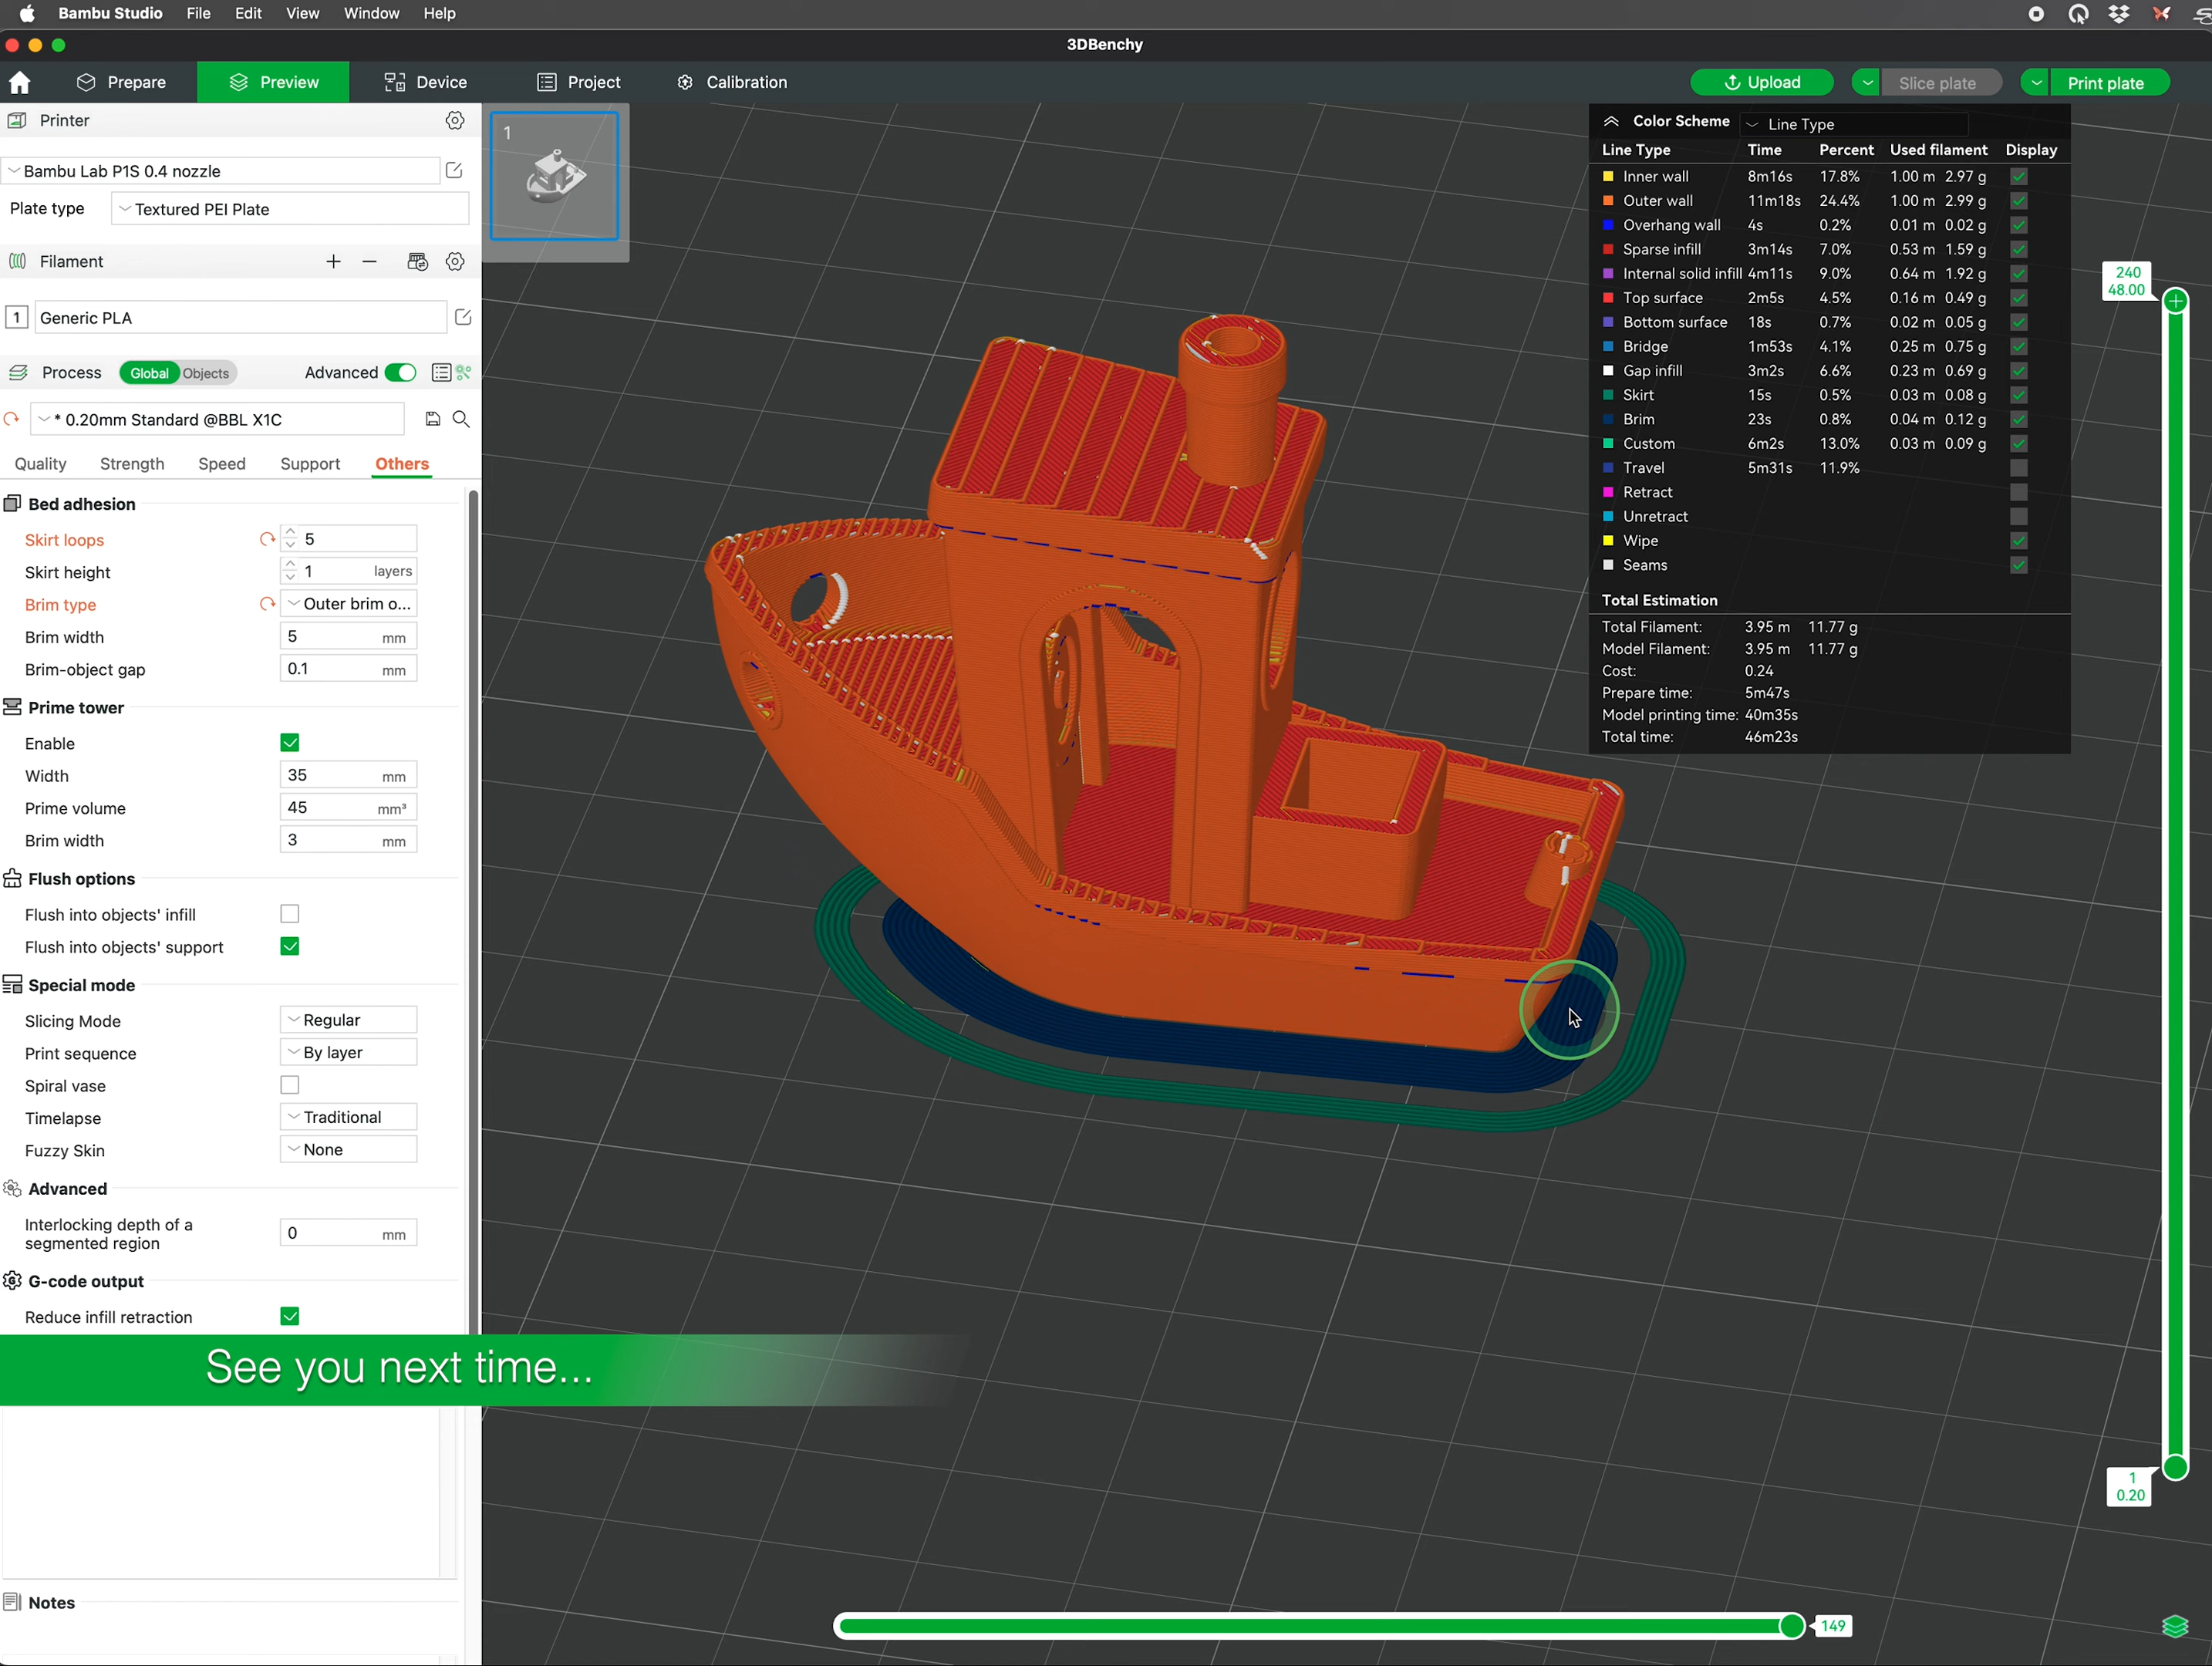 Bambu Studio File Edit View Window Help
3DBenchy
Prepare Preview Device Project Calibration Upload Slice plate Print plate
Printer
Bambu Lab P1S 0.4 nozzle
Plate type Textured PEI Plate
Filament
1 Generic PLA
Process Global Objects Advanced
* 0.20mm Standard @BBL X1C
Quality Strength Speed Support Others
Bed adhesion
Skirt loops 5
Skirt height 1 layers
Brim type Outer brim o...
Brim width 5 mm
Brim-object gap 0.1 mm
Prime tower
Enable
Width 35 mm
Prime volume 45 mm³
Brim width 3 mm
Flush options
Flush into objects' infill
Flush into objects' support
Special mode
Slicing Mode Regular
Print sequence By layer
Spiral vase
Timelapse Traditional
Fuzzy Skin None
Advanced
Interlocking depth of a
segmented region 0 mm
G-code output
Reduce infill retraction
See you next time...
Notes
1
Color Scheme Line Type
Line Type Time Percent Used filament Display
Inner wall 8m16s 17.8% 1.00 m 2.97 g
Outer wall 11m18s 24.4% 1.00 m 2.99 g
Overhang wall 4s 0.2% 0.01 m 0.02 g
Sparse infill 3m14s 7.0% 0.53 m 1.59 g
Internal solid infill 4m11s 9.0% 0.64 m 1.92 g
Top surface 2m5s 4.5% 0.16 m 0.49 g
Bottom surface 18s 0.7% 0.02 m 0.05 g
Bridge 1m53s 4.1% 0.25 m 0.75 g
Gap infill 3m2s 6.6% 0.23 m 0.69 g
Skirt 15s 0.5% 0.03 m 0.08 g
Brim 23s 0.8% 0.04 m 0.12 g
Custom 6m2s 13.0% 0.03 m 0.09 g
Travel 5m31s 11.9%
Retract
Unretract
Wipe
Seams
Total Estimation
Total Filament: 3.95 m 11.77 g
Model Filament: 3.95 m 11.77 g
Cost: 0.24
Prepare time: 5m47s
Model printing time: 40m35s
Total time: 46m23s
240
48.00
1
0.20
149